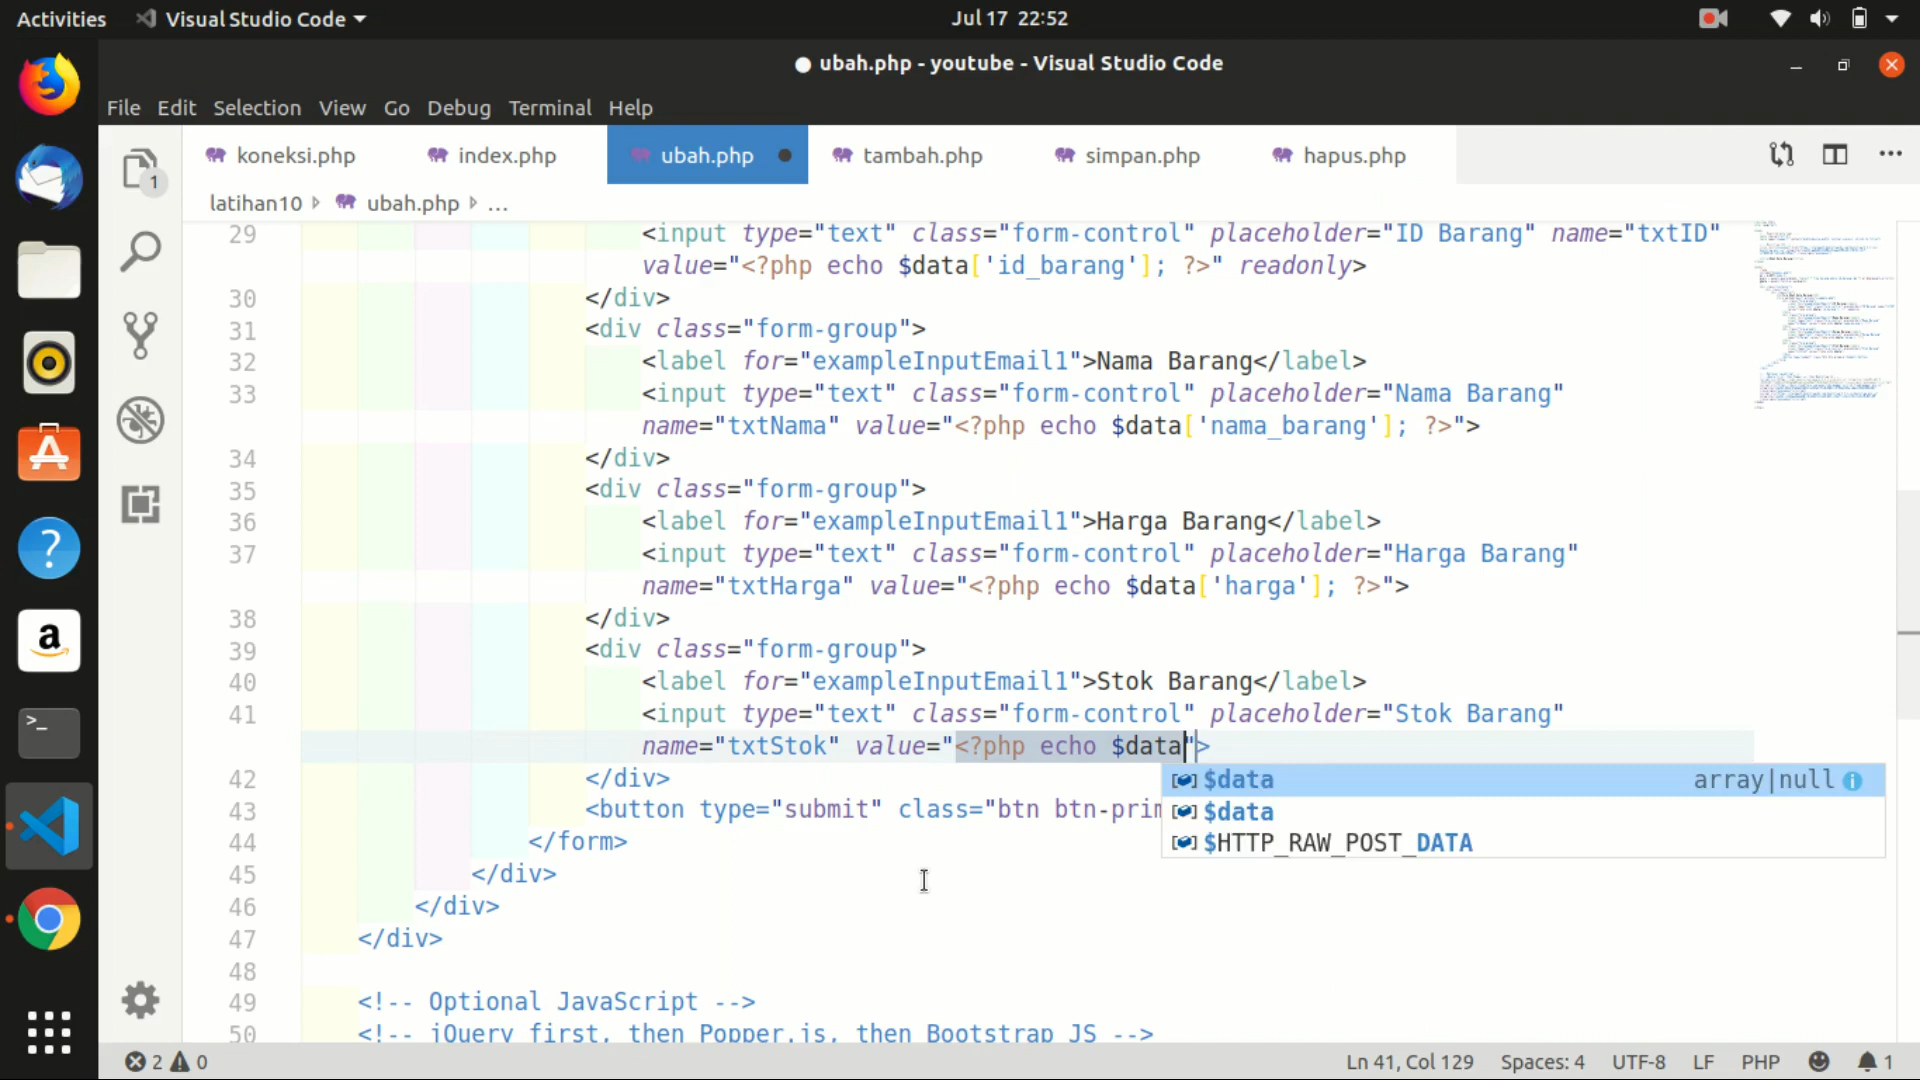 Activities Visual Studio Code Jul 17 22:52
ubah.php - youtube - Visual Studio Code
File Edit Selection View Go Debug Terminal Help
koneksi.php index.php ubah.php tambah.php simpan.php hapus.php
1
latihan10 ubah.php ...
29 <input type="text" class="form-control" placeholder="ID Barang" name="txtID"
value="<?php echo $data['id_barang']; ?>" readonly>
30 </div>
31 <div class="form-group">
32 <label for="exampleInputEmail1">Nama Barang</label>
33 <input type="text" class="form-control" placeholder="Nama Barang"
name="txtNama" value="<?php echo $data['nama_barang']; ?>">
34 </div>
35 <div class="form-group">
36 <label for="exampleInputEmail1">Harga Barang</label>
37 <input type="text" class="form-control" placeholder="Harga Barang"
name="txtHarga" value="<?php echo $data['harga']; ?>">
38 </div>
39 <div class="form-group">
40 <label for="exampleInputEmail1">Stok Barang</label>
41 <input type="text" class="form-control" placeholder="Stok Barang"
name="txtStok" value="<?php echo $data">
42 </div> $data array|null
43 <button type="submit" class="btn btn-prim $data
44 </form> $HTTP_RAW_POST_DATA
45 </div>
46 </div>
47 </div>
48
49 <!-- Optional JavaScript -->
50 <!-- jQuery first, then Popper.js, then Bootstrap JS -->
2 0 Ln 41, Col 129 Spaces: 4 UTF-8 LF PHP 1